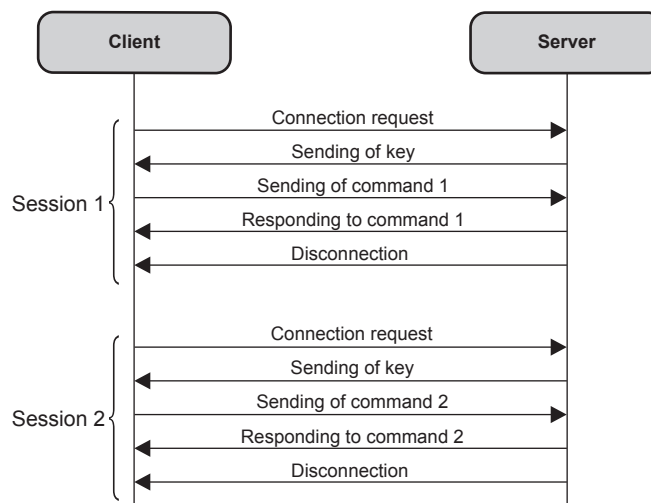 Client
Server
Connection request
Sending of key
Session 1
Sending of command 1
Responding to command 1
Disconnection
Connection request
Sending of key
Session 2
Sending of command 2
Responding to command 2
Disconnection